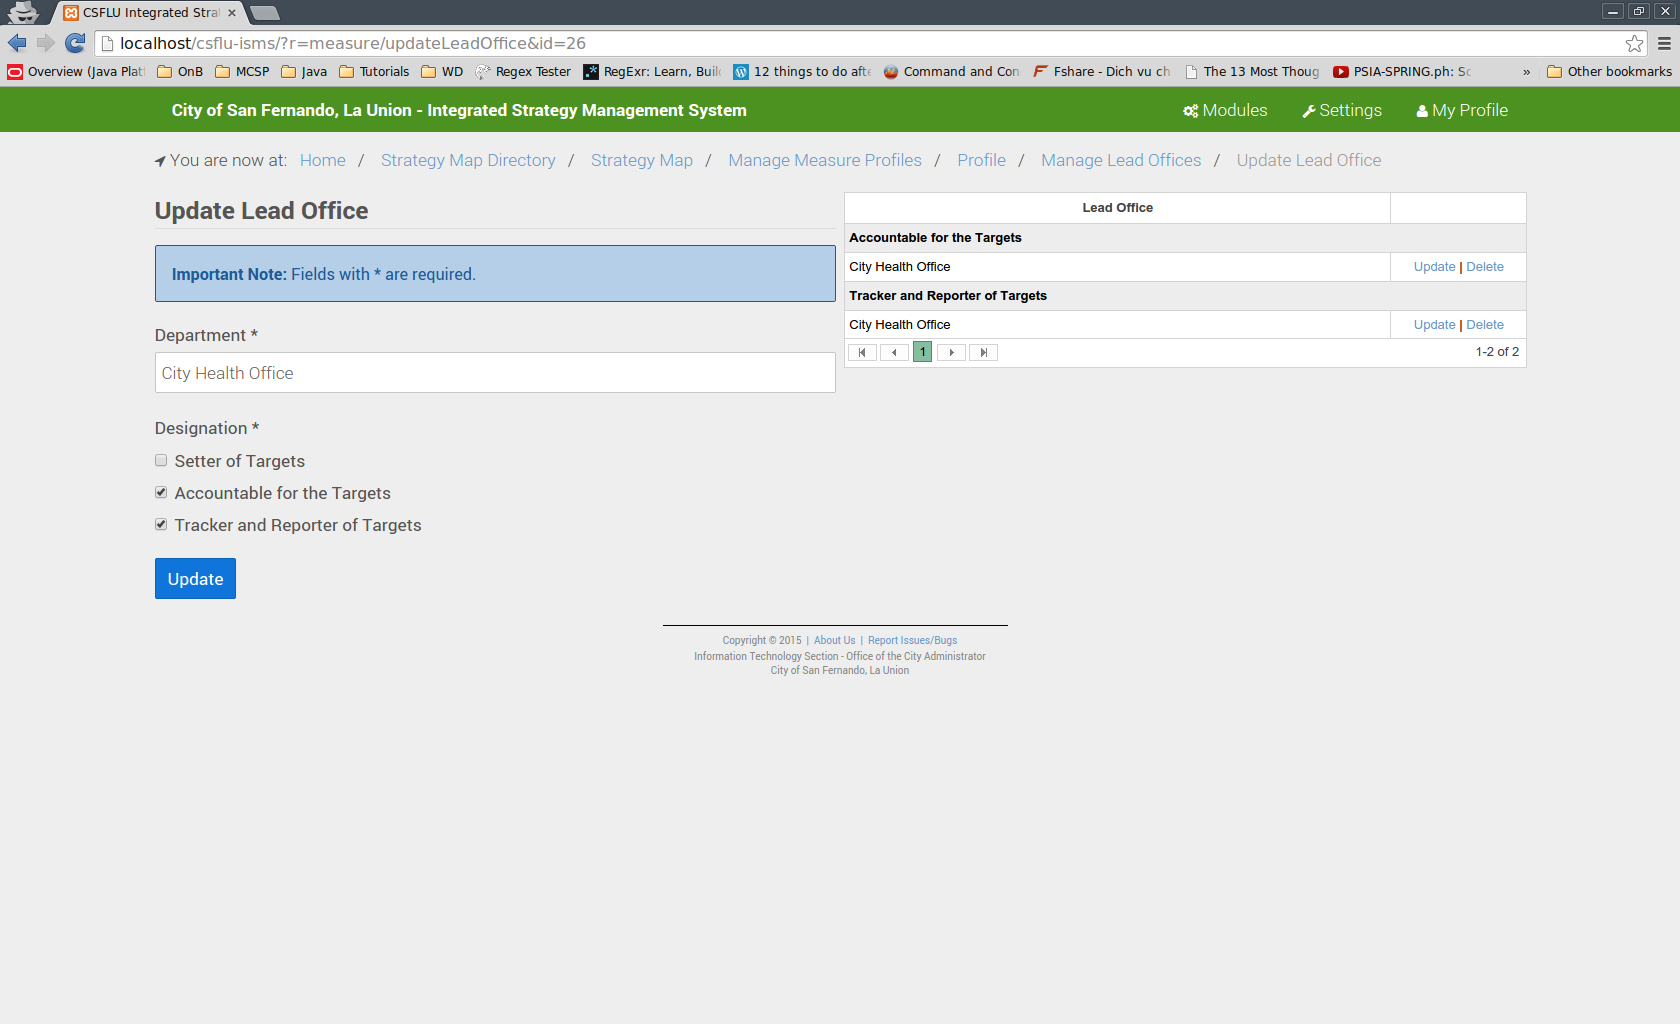 CSFLU Integrated Stra
localhost/csflu-isms/?r=measure/updateLeadOffice&id=26
Overview (Java Plat OnB MCSP Java Tutorials WD Regex Tester RegExr: Learn, Buil 12 things to do afte Command and Con Fshare - Dich vu ch The 13 Most Thoug PSIA-SPRING.ph: Sc » Other bookmarks
City of San Fernando, La Union - Integrated Strategy Management System Modules Settings My Profile
You are now at: Home / Strategy Map Directory / Strategy Map / Manage Measure Profiles / Profile / Manage Lead Offices / Update Lead Office
Update Lead Office
Important Note: Fields with * are required.
Department *
City Health Office
Designation *
Setter of Targets
Accountable for the Targets
Tracker and Reporter of Targets
Update
Lead Office
Accountable for the Targets
City Health Office Update | Delete
Tracker and Reporter of Targets
City Health Office Update | Delete
1 1-2 of 2
Copyright © 2015 | About Us | Report Issues/Bugs
Information Technology Section - Office of the City Administrator
City of San Fernando, La Union